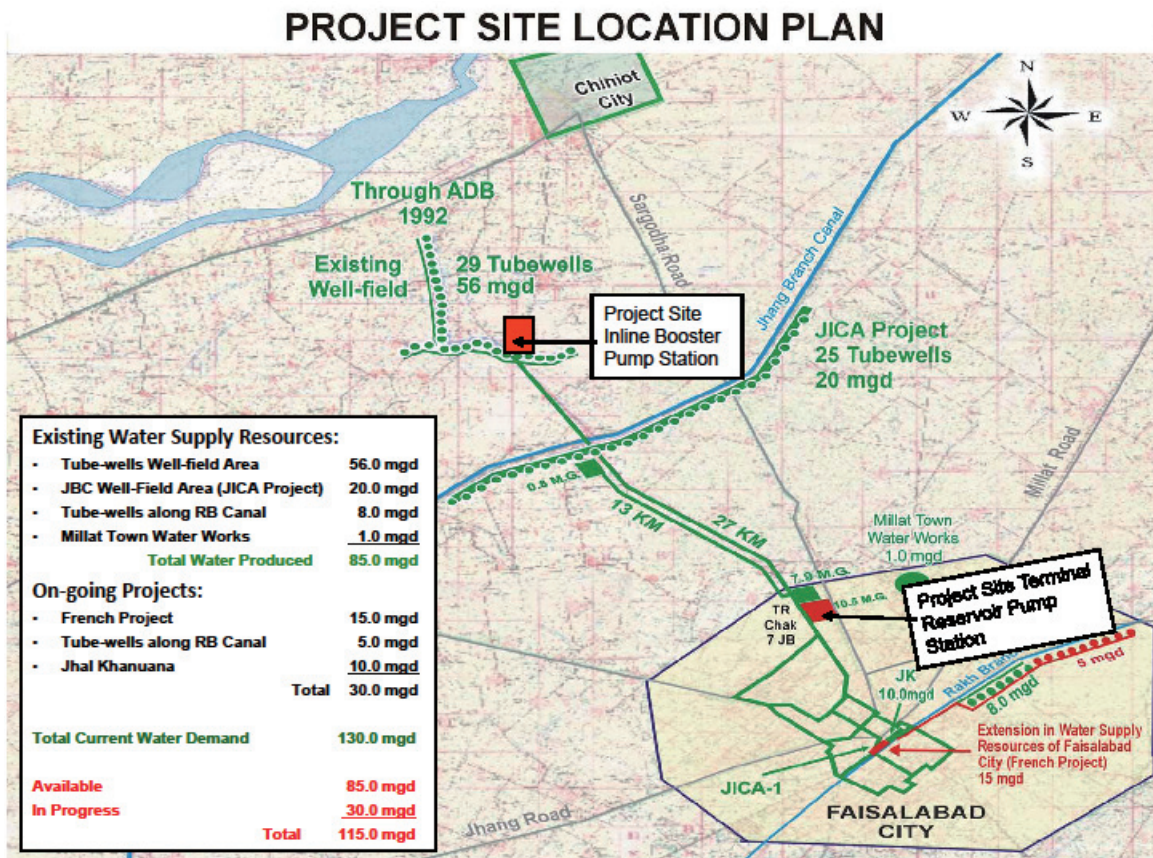 PROJECT SITE LOCATION PLAN
Chiniot
City
N
W
E
S
Through ADB
1992
Existing
Well-field
29 Tubewells
56 mgd
Sargodha Road
Jhang Branch Canal
Project Site
Inline Booster
Pump Station
JICA Project
25 Tubewells
20 mgd
Millat Road
0.8 M.G.
13 KM
27 KM
Millat Town
Water Works
1.0 mgd
7.9 M.G.
10.5 M.G.
TR
Chak
7 JB
Project Site Terminal
Reservoir Pump
Station
Rakh Bran
JK
10.0mgd
8.0 mgd
5 mgd
Extension in Water Supply
Resources of Faisalabad
City (French Project)
15 mgd
JICA-1
FAISALABAD
CITY
Jhang Road
Existing Water Supply Resources:
· Tube-wells Well-field Area 56.0 mgd
· JBC Well-Field Area (JICA Project) 20.0 mgd
· Tube-wells along RB Canal 8.0 mgd
· Millat Town Water Works 1.0 mgd
Total Water Produced 85.0 mgd
On-going Projects:
· French Project 15.0 mgd
· Tube-wells along RB Canal 5.0 mgd
· Jhal Khanuana 10.0 mgd
Total 30.0 mgd
Total Current Water Demand 130.0 mgd
Available 85.0 mgd
In Progress 30.0 mgd
Total 115.0 mgd